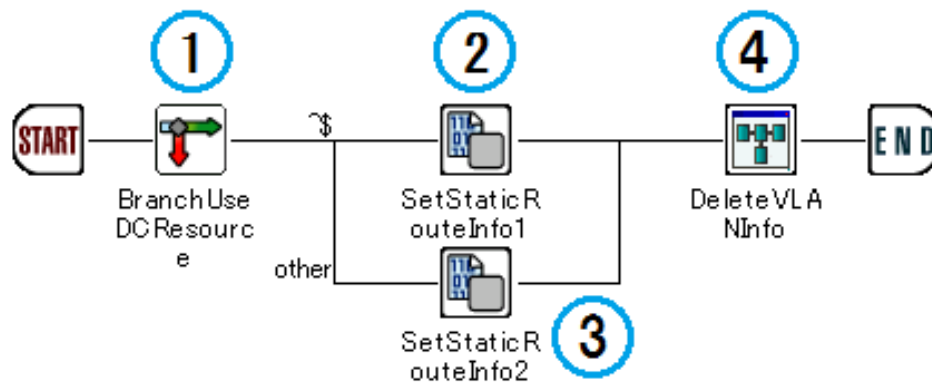 1
2
4
START
^$
END
BranchUse
DCResourc
e
SetStaticR
outeInfo1
DeleteVLA
NInfo
other
SetStaticR
outeInfo2
3